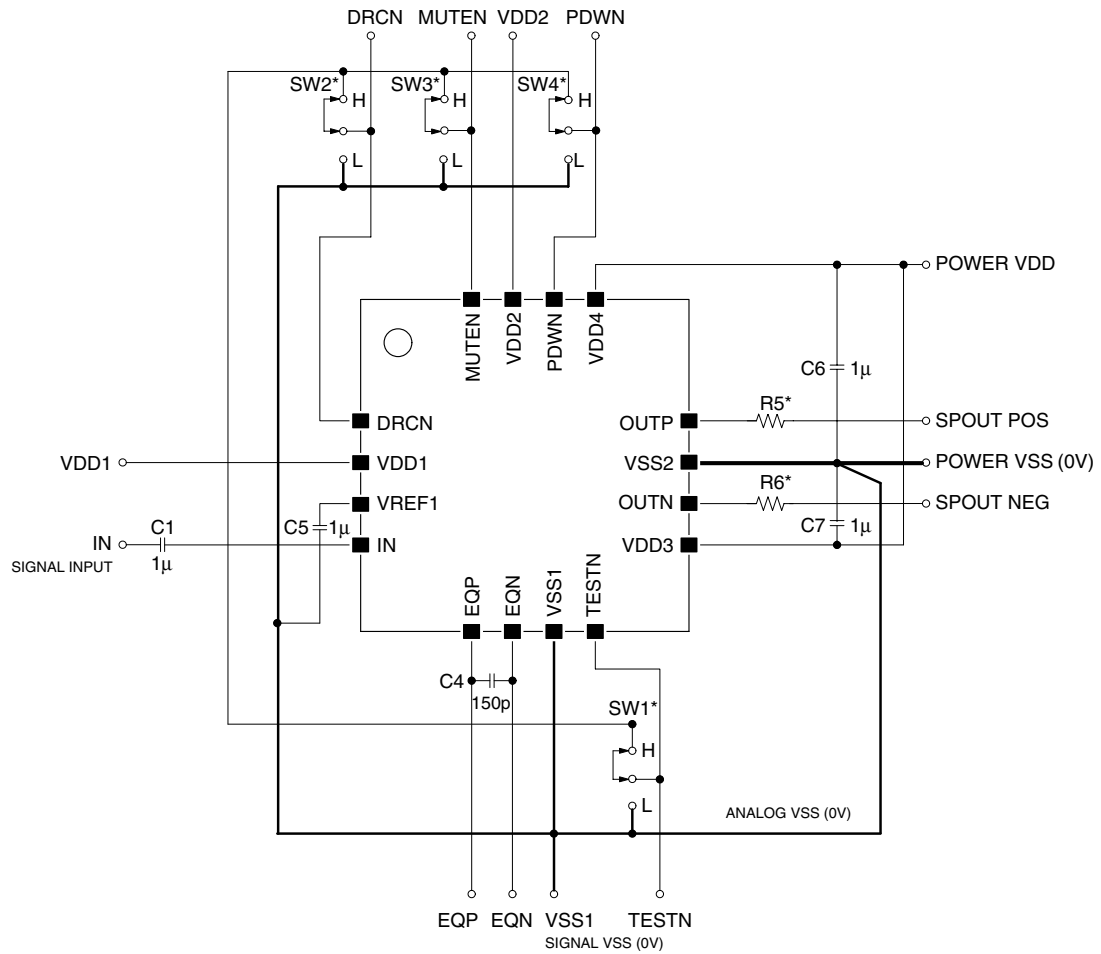 DRCN MUTEN VDD2 PDWN
SW2* SW3* SW4*
H H H
L L L
POWER VDD
MUTEN VDD2 PDWN VDD4
C6 1μ
R5*
DRCN OUTP SPOUT POS
VDD1 VDD1 VSS2 POWER VSS (0V)
R6*
VREF1 OUTN SPOUT NEG
C1 C5 1μ C7 1μ
IN IN VDD3
SIGNAL INPUT 1μ
EQP EQN VSS1 TESTN
C4
150p
SW1*
H
L
ANALOG VSS (0V)
EQP EQN VSS1 TESTN
SIGNAL VSS (0V)